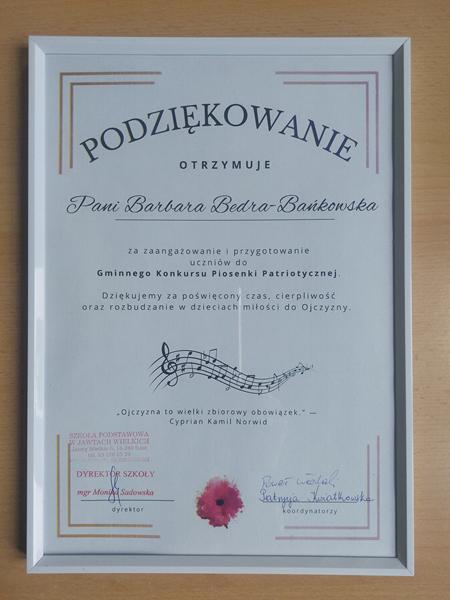 PODZIĘKOWANIE
OTRZYMUJE
Pani Barbara Bedra-Bańkowska
za zaangażowanie i przygotowanie
uczniów do
Gminnego Konkursu Piosenki Patriotycznej.
Dziękujemy za poświęcony czas, cierpliwość
oraz rozbudzanie w dzieciach miłości do Ojczyzny.
„Ojczyzna to wielki zbiorowy obowiązek." —
Cyprian Kamil Norwid
SZKOŁA PODSTAWOWA
W JAWTACH WIELKICH
DYREKTOR SZKOŁY
mgr Monika Sadowska
dyrektor
Patrycja Kwiatkowska
koordynatorzy